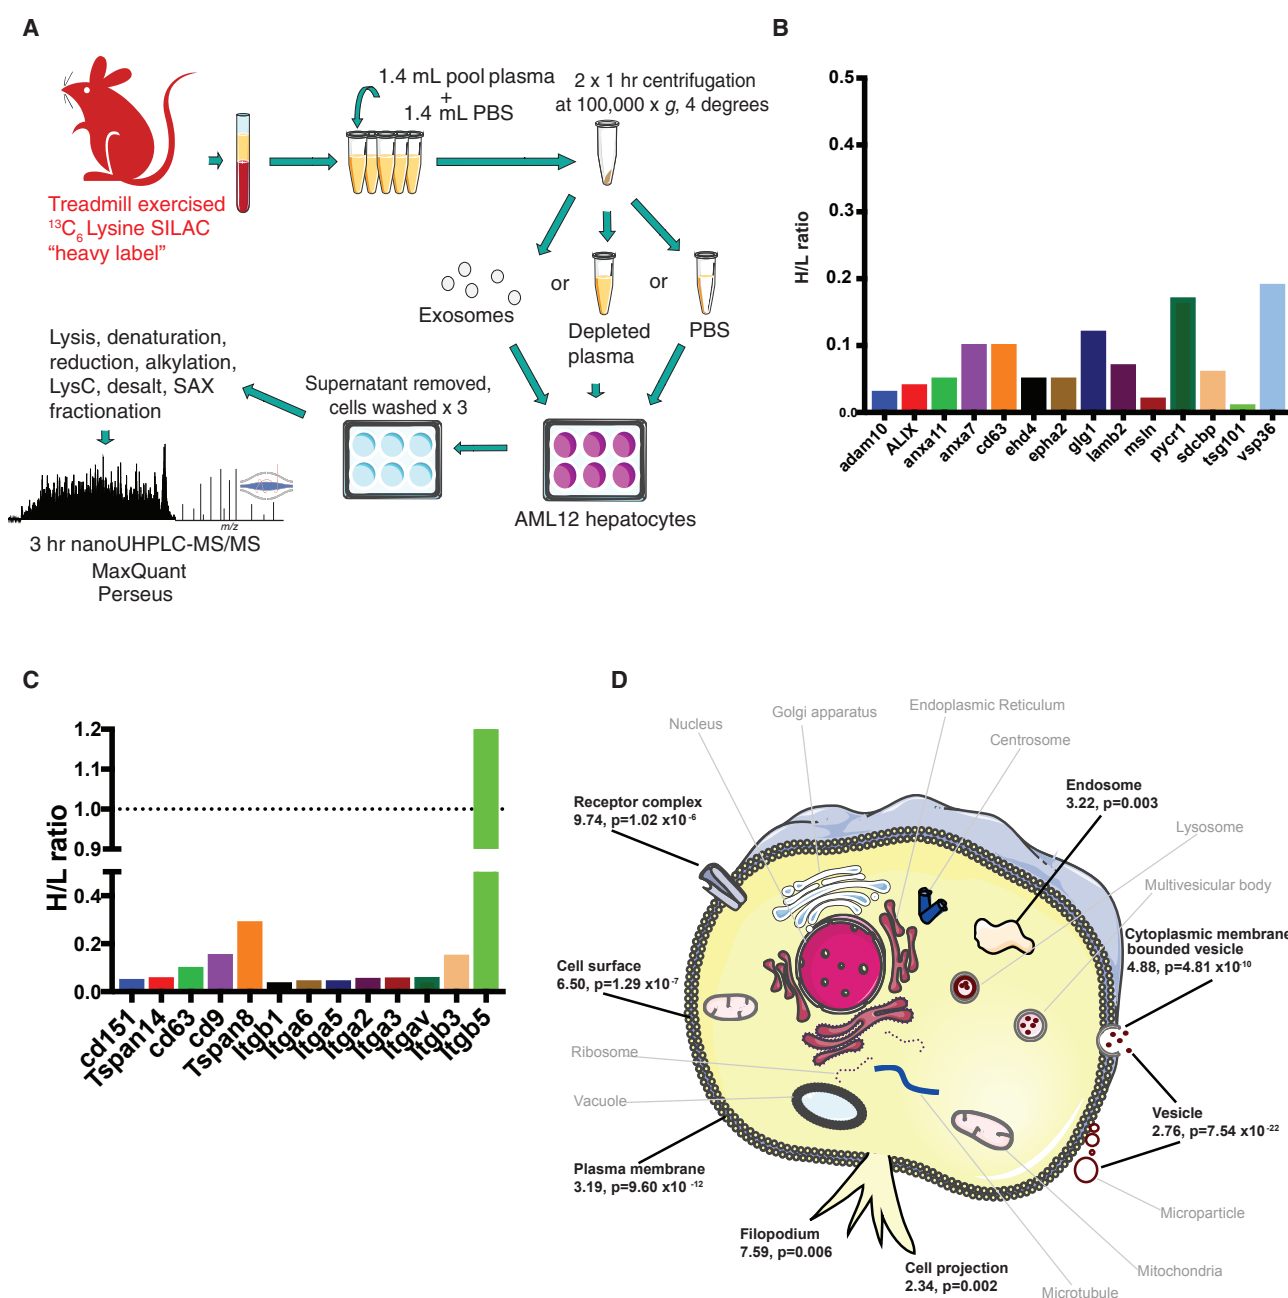 A
1.4 mL pool plasma
+
1.4 mL PBS
2 x 1 hr centrifugation
at 100,000 x g, 4 degrees
Treadmill exercised
13C6 Lysine SILAC
“heavy label”
Exosomes
or
Depleted
plasma
or
PBS
Lysis, denaturation,
reduction, alkylation,
LysC, desalt, SAX
fractionation
Supernatant removed,
cells washed x 3
AML12 hepatocytes
m/z
3 hr nanoUHPLC-MS/MS
MaxQuant
Perseus
B
H/L ratio
0.5
0.4
0.3
0.2
0.1
0.0
adam10
ALIX
anxa11
anxa7
cd63
ehd4
epha2
glg1
lamb2
msln
pycr1
sdcbp
tsg101
vsp36
C
H/L ratio
1.2
1.1
1.0
0.9
0.4
0.2
0.0
cd151
Tspan14
cd63
cd9
Tspan8
Itgb1
Itga6
Itga5
Itga2
Itga3
Itgav
Itgb3
Itgb5
D
Nucleus
Golgi apparatus
Endoplasmic Reticulum
Centrosome
Endosome
3.22, p=0.003
Receptor complex
9.74, p=1.02 x10-6
Lysosome
Multivesicular body
Cytoplasmic membrane
bounded vesicle
4.88, p=4.81 x10-10
Cell surface
6.50, p=1.29 x10-7
Ribosome
Vacuole
Vesicle
2.76, p=7.54 x10-22
Plasma membrane
3.19, p=9.60 x10 -12
Microparticle
Filopodium
7.59, p=0.006
Cell projection
2.34, p=0.002
Mitochondria
Microtubule